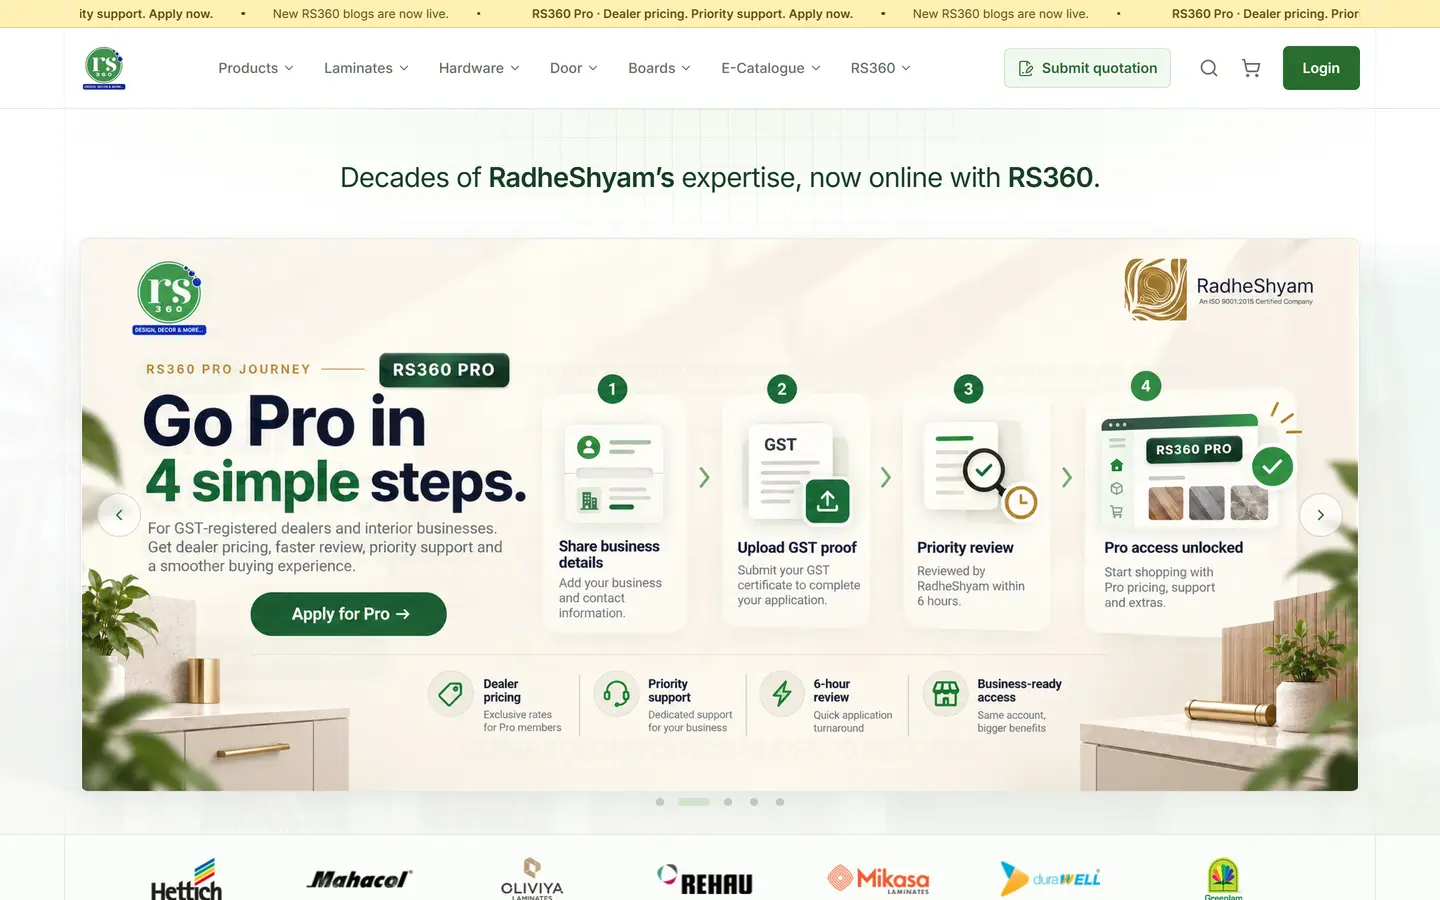 ity support. Apply now. • New RS360 blogs are now live. • RS360 Pro · Dealer pricing. Priority support. Apply now. • New RS360 blogs are now live. • RS360 Pro · Dealer pricing. Prior
rs
360
DESIGN, DECOR & MORE...
Products
Laminates
Hardware
Door
Boards
E-Catalogue
RS360
Submit quotation
Login
Decades of RadheShyam's expertise, now online with RS360.
rs
360
DESIGN, DECOR & MORE...
RadheShyam
An ISO 9001:2015 Certified Company
RS360 PRO JOURNEY
RS360 PRO
Go Pro in
4 simple steps.
For GST-registered dealers and interior businesses.
Get dealer pricing, faster review, priority support and
a smoother buying experience.
Apply for Pro →
1
Share business
details
Add your business
and contact
information.
2
GST
Upload GST proof
Submit your GST
certificate to complete
your application.
3
Priority review
Reviewed by
RadheShyam within
6 hours.
4
RS360 PRO
Pro access unlocked
Start shopping with
Pro pricing, support
and extras.
Dealer
pricing
Exclusive rates
for Pro members
Priority
support
Dedicated support
for your business
6-hour
review
Quick application
turnaround
Business-ready
access
Same account,
bigger benefits
Hettich
Mahacol
OLIVIYA
LAMINATES
REHAU
Mikasa
LAMINATES
duraWELL
Greenlam